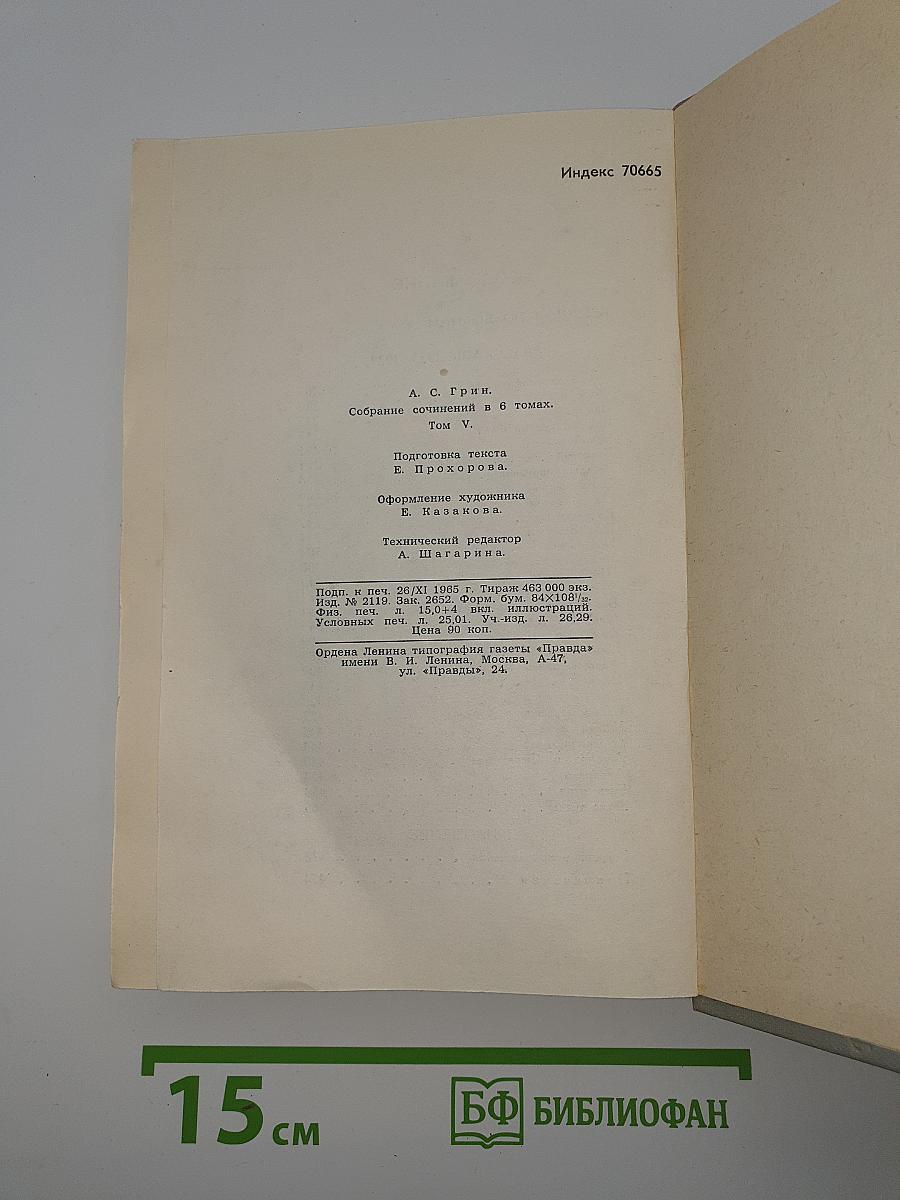 Индекс 70665
А. С. Грин.
Собрание сочинений в 6 томах.
Том V.
Подготовка текста
Е. Прохорова.
Оформление художника
Е. Казакова.
Технический редактор
А. Шагарина.
Подп. к печ. 26/XI 1965 г. Тираж 463 000 экз.
Изд. № 2119. Зак. 2652. Форм. бум. 84×108¹/₃₂.
Физ. печ. л. 15,0+4 вкл. иллюстраций.
Условных печ. л. 25,01. Уч.-изд. л. 26,29.
Цена 90 коп.
Ордена Ленина типография газеты «Правда»
имени В. И. Ленина, Москва, А-47,
ул. «Правды», 24.
15 см
БФ БИБЛИОФАН